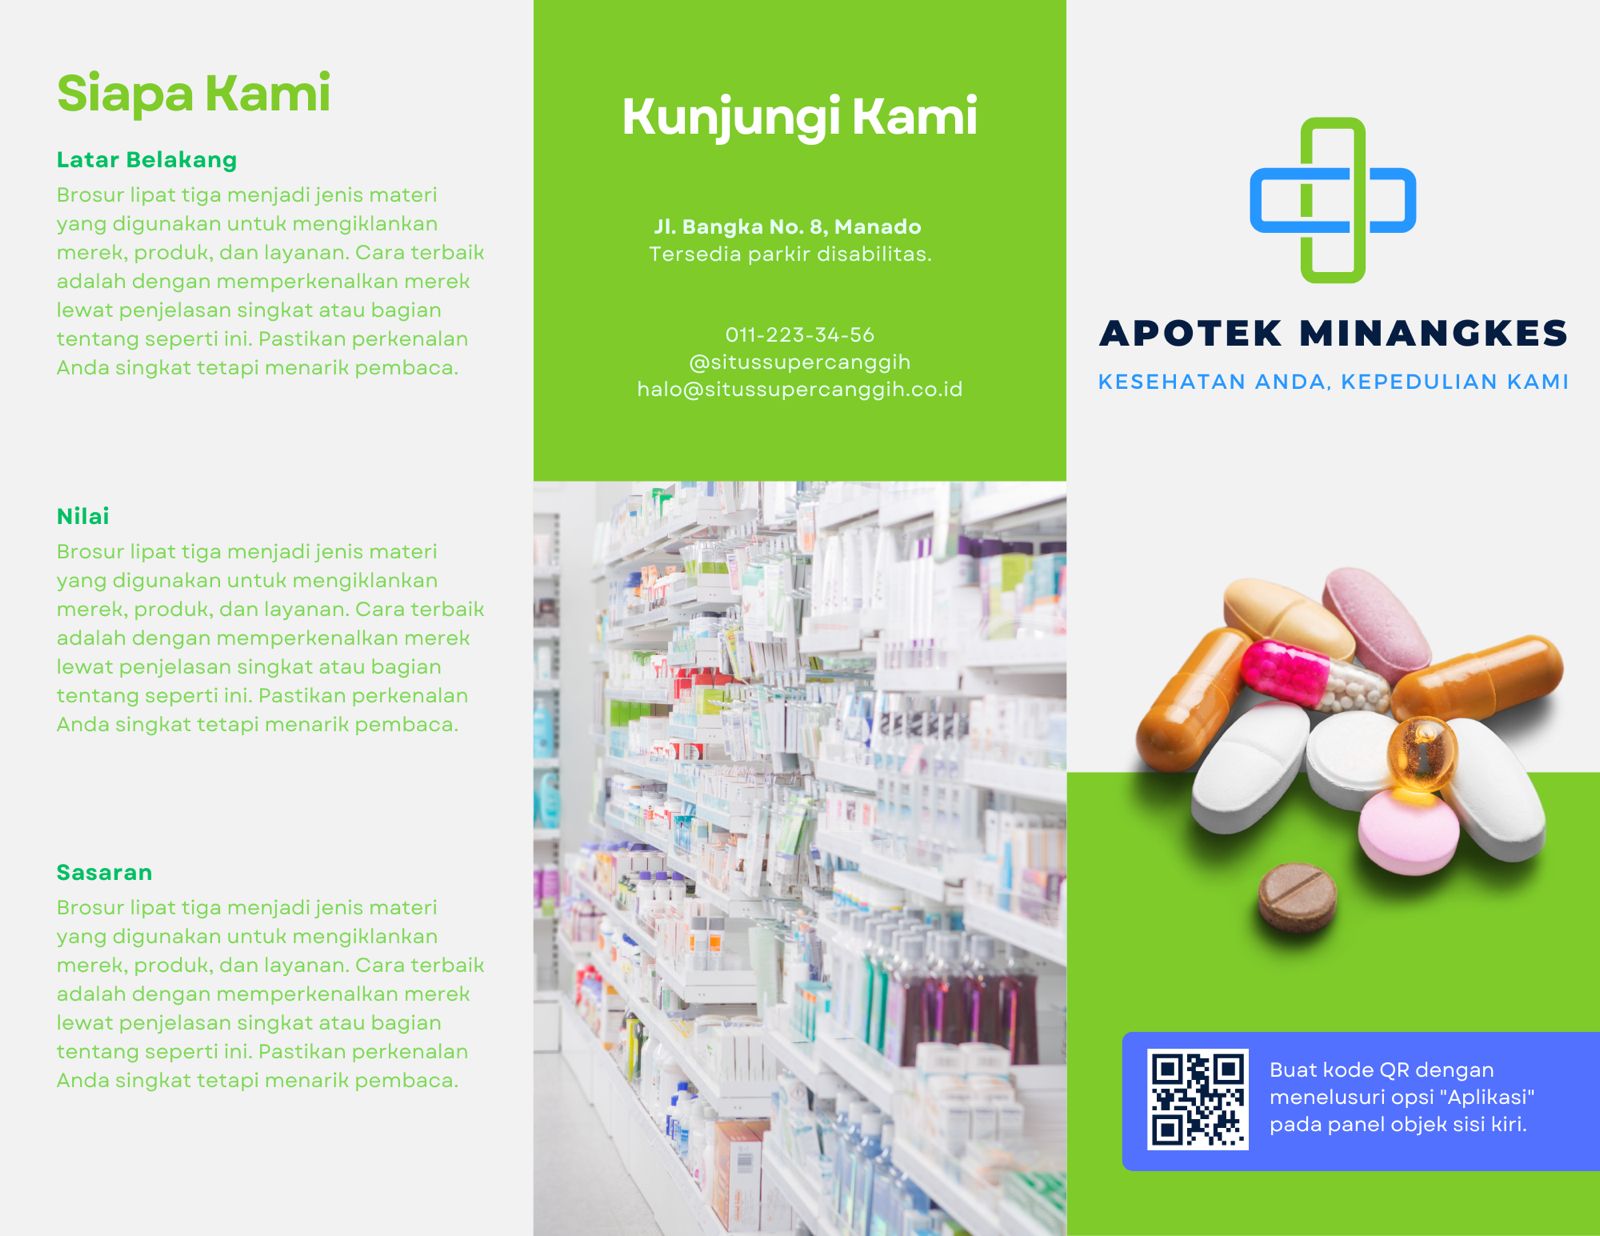 Siapa Kami
Latar Belakang
Brosur lipat tiga menjadi jenis materi
yang digunakan untuk mengiklankan
merek, produk, dan layanan. Cara terbaik
adalah dengan memperkenalkan merek
lewat penjelasan singkat atau bagian
tentang seperti ini. Pastikan perkenalan
Anda singkat tetapi menarik pembaca.
Nilai
Brosur lipat tiga menjadi jenis materi
yang digunakan untuk mengiklankan
merek, produk, dan layanan. Cara terbaik
adalah dengan memperkenalkan merek
lewat penjelasan singkat atau bagian
tentang seperti ini. Pastikan perkenalan
Anda singkat tetapi menarik pembaca.
Sasaran
Brosur lipat tiga menjadi jenis materi
yang digunakan untuk mengiklankan
merek, produk, dan layanan. Cara terbaik
adalah dengan memperkenalkan merek
lewat penjelasan singkat atau bagian
tentang seperti ini. Pastikan perkenalan
Anda singkat tetapi menarik pembaca.
Kunjungi Kami
Jl. Bangka No. 8, Manado
Tersedia parkir disabilitas.
011-223-34-56
@situssupercanggih
halo@situssupercanggih.co.id
APOTEK MINANGKES
KESEHATAN ANDA, KEPEDULIAN KAMI
Buat kode QR dengan
menelusuri opsi "Aplikasi"
pada panel objek sisi kiri.